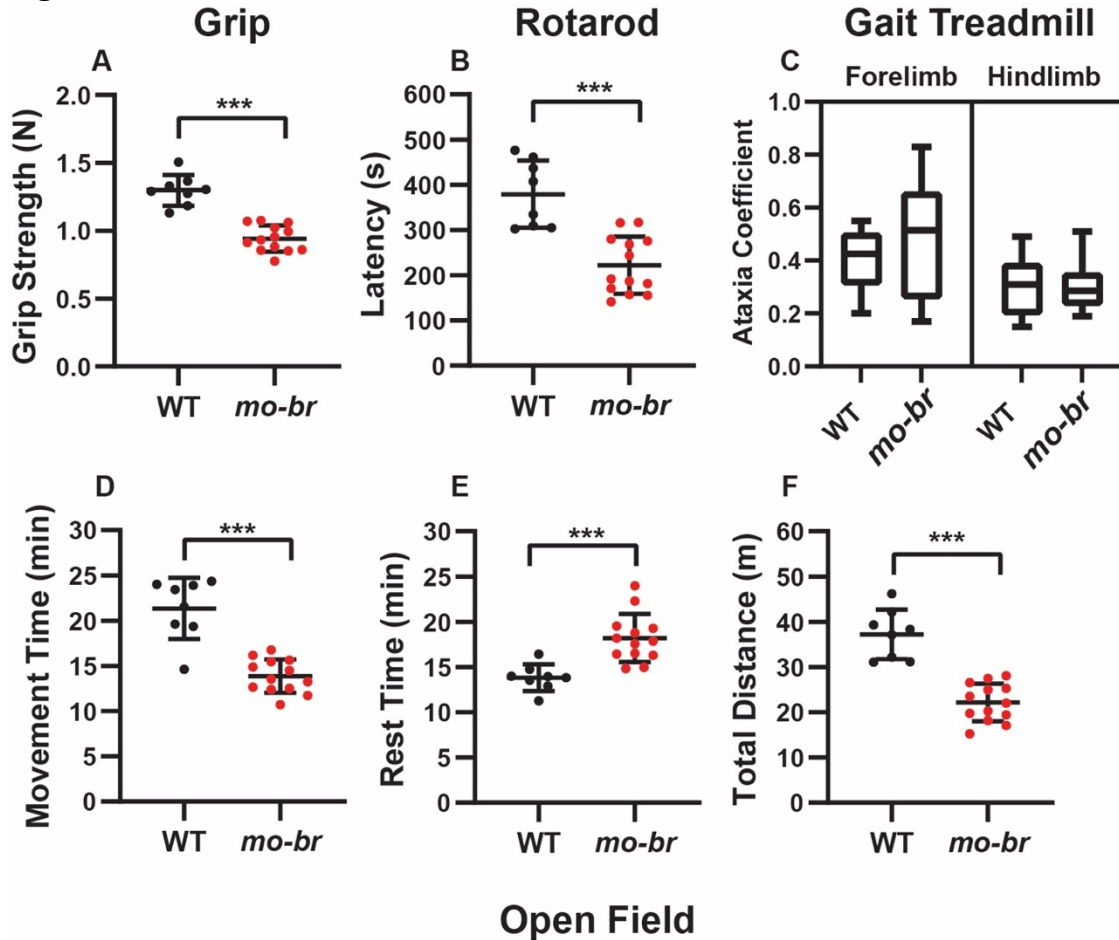 Grip
Rotarod
Gait Treadmill
A
Grip Strength (N)
2.0
1.5
1.0
0.5
0.0
***
WT
mo-br
B
Latency (s)
600
500
400
300
200
100
0
***
WT
mo-br
C
Forelimb
Hindlimb
Ataxia Coefficient
1.0
0.8
0.6
0.4
0.2
0.0
WT
mo-br
WT
mo-br
D
Movement Time (min)
30
25
20
15
10
5
0
***
WT
mo-br
E
Rest Time (min)
30
25
20
15
10
5
0
***
WT
mo-br
F
Total Distance (m)
60
50
40
30
20
10
0
***
WT
mo-br
Open Field